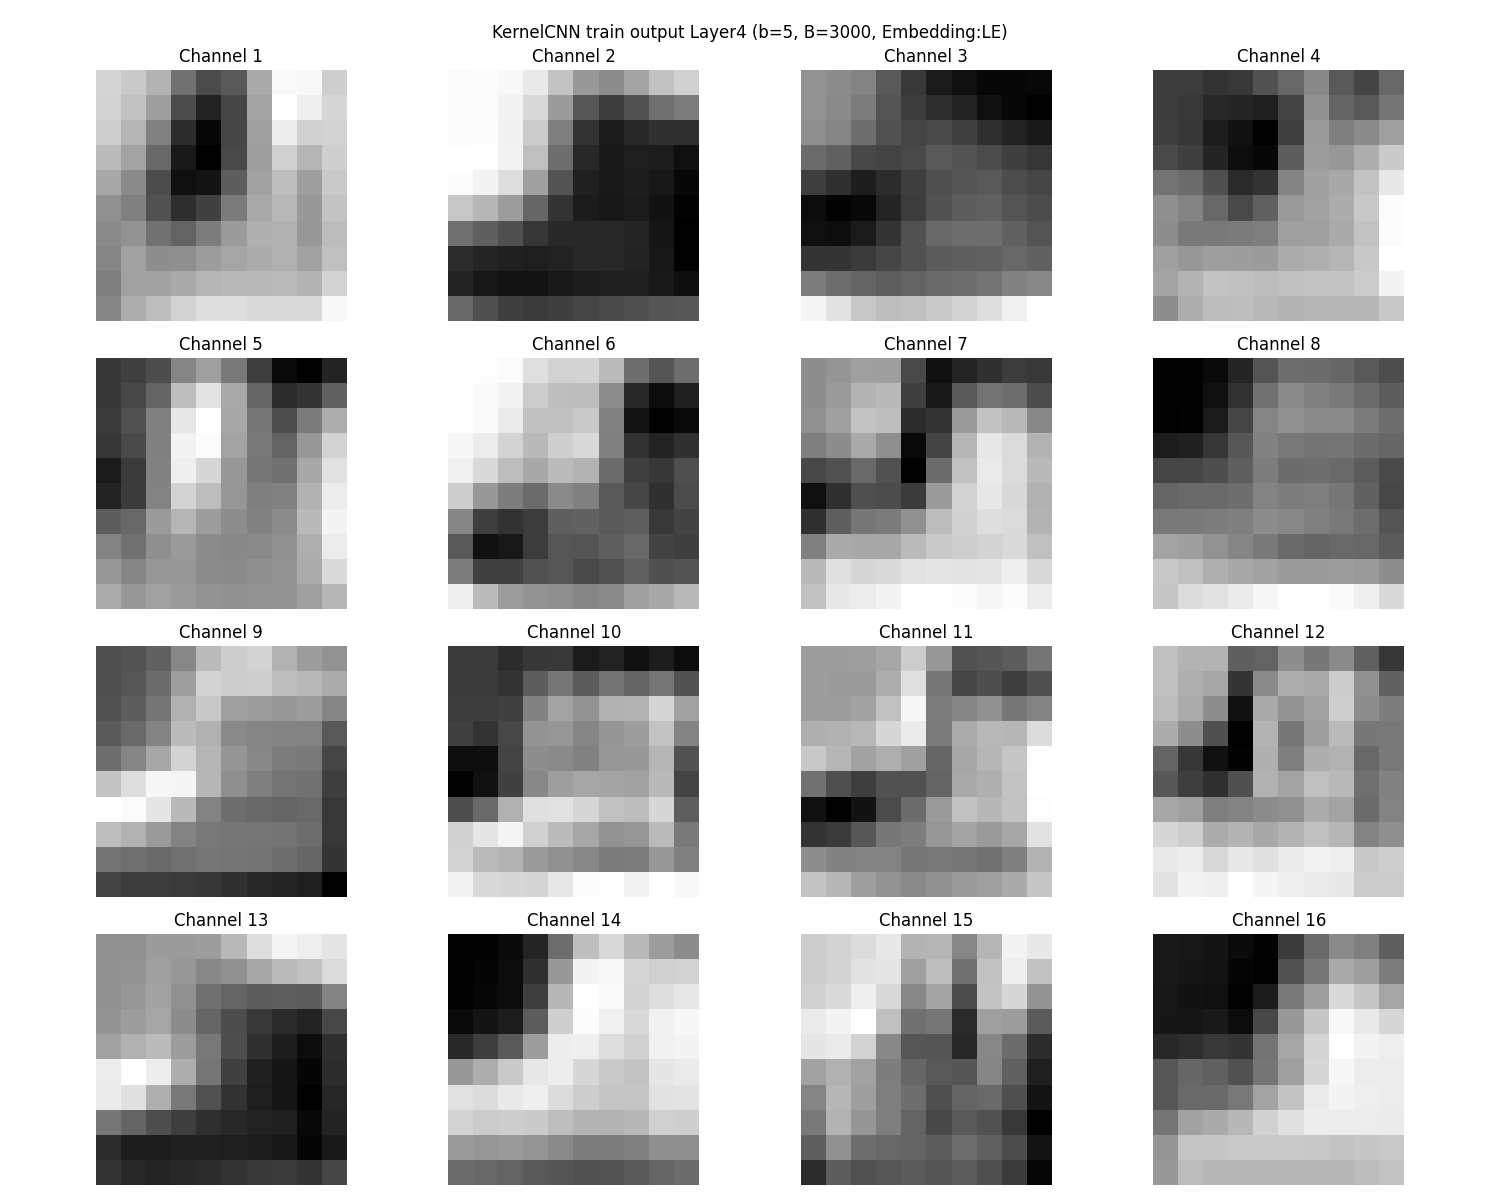 KernelCNN train output Layer4 (b=5, B=3000, Embedding:LE)
Channel 1 Channel 2 Channel 3 Channel 4
Channel 5 Channel 6 Channel 7 Channel 8
Channel 9 Channel 10 Channel 11 Channel 12
Channel 13 Channel 14 Channel 15 Channel 16